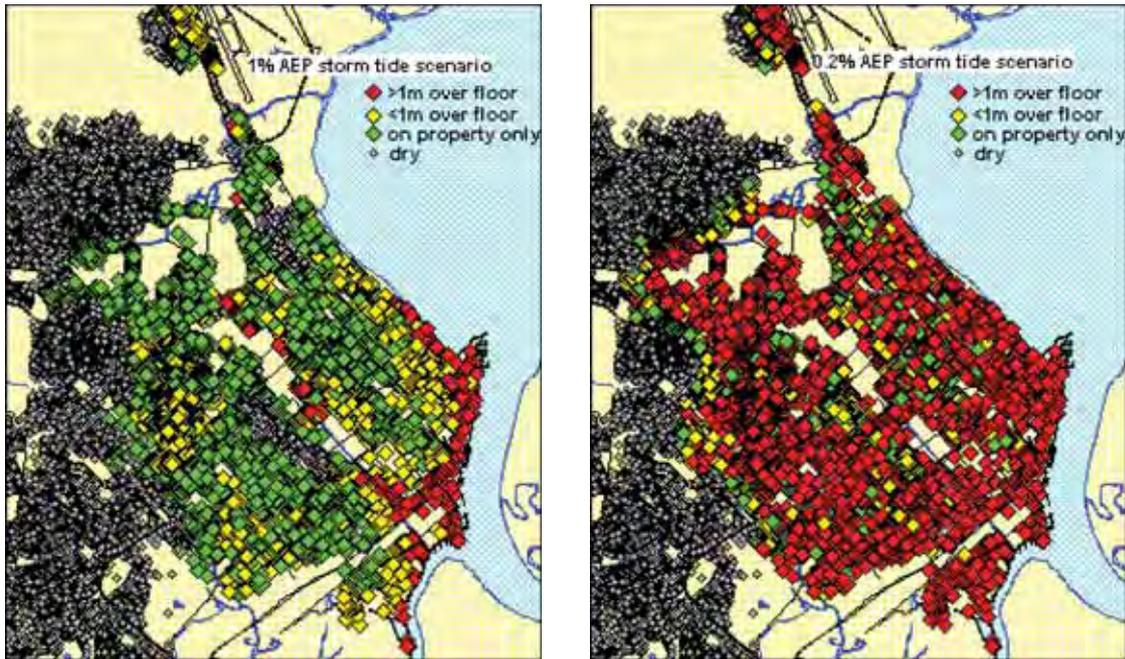 1% AEP storm tide scenario
>1m over floor
<1m over floor
on property only
dry
0.2% AEP storm tide scenario
>1m over floor
<1m over floor
on property only
dry